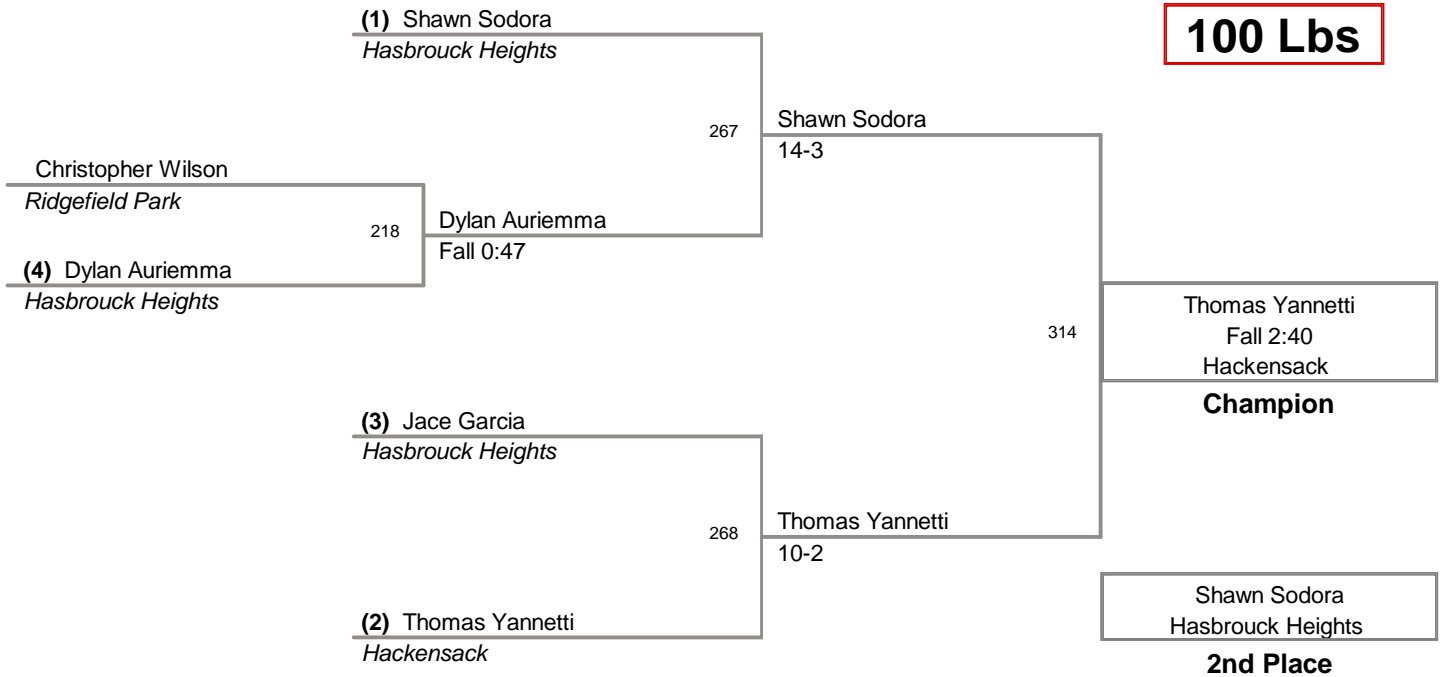 (1) Shawn Sodora
Hasbrouck Heights
100 Lbs
267
Shawn Sodora
14-3
Christopher Wilson
Ridgefield Park
218
Dylan Auriemma
Fall 0:47
(4) Dylan Auriemma
Hasbrouck Heights
314
Thomas Yannetti
Fall 2:40
Hackensack
Champion
(3) Jace Garcia
Hasbrouck Heights
268
Thomas Yannetti
10-2
(2) Thomas Yannetti
Hackensack
Shawn Sodora
Hasbrouck Heights
2nd Place